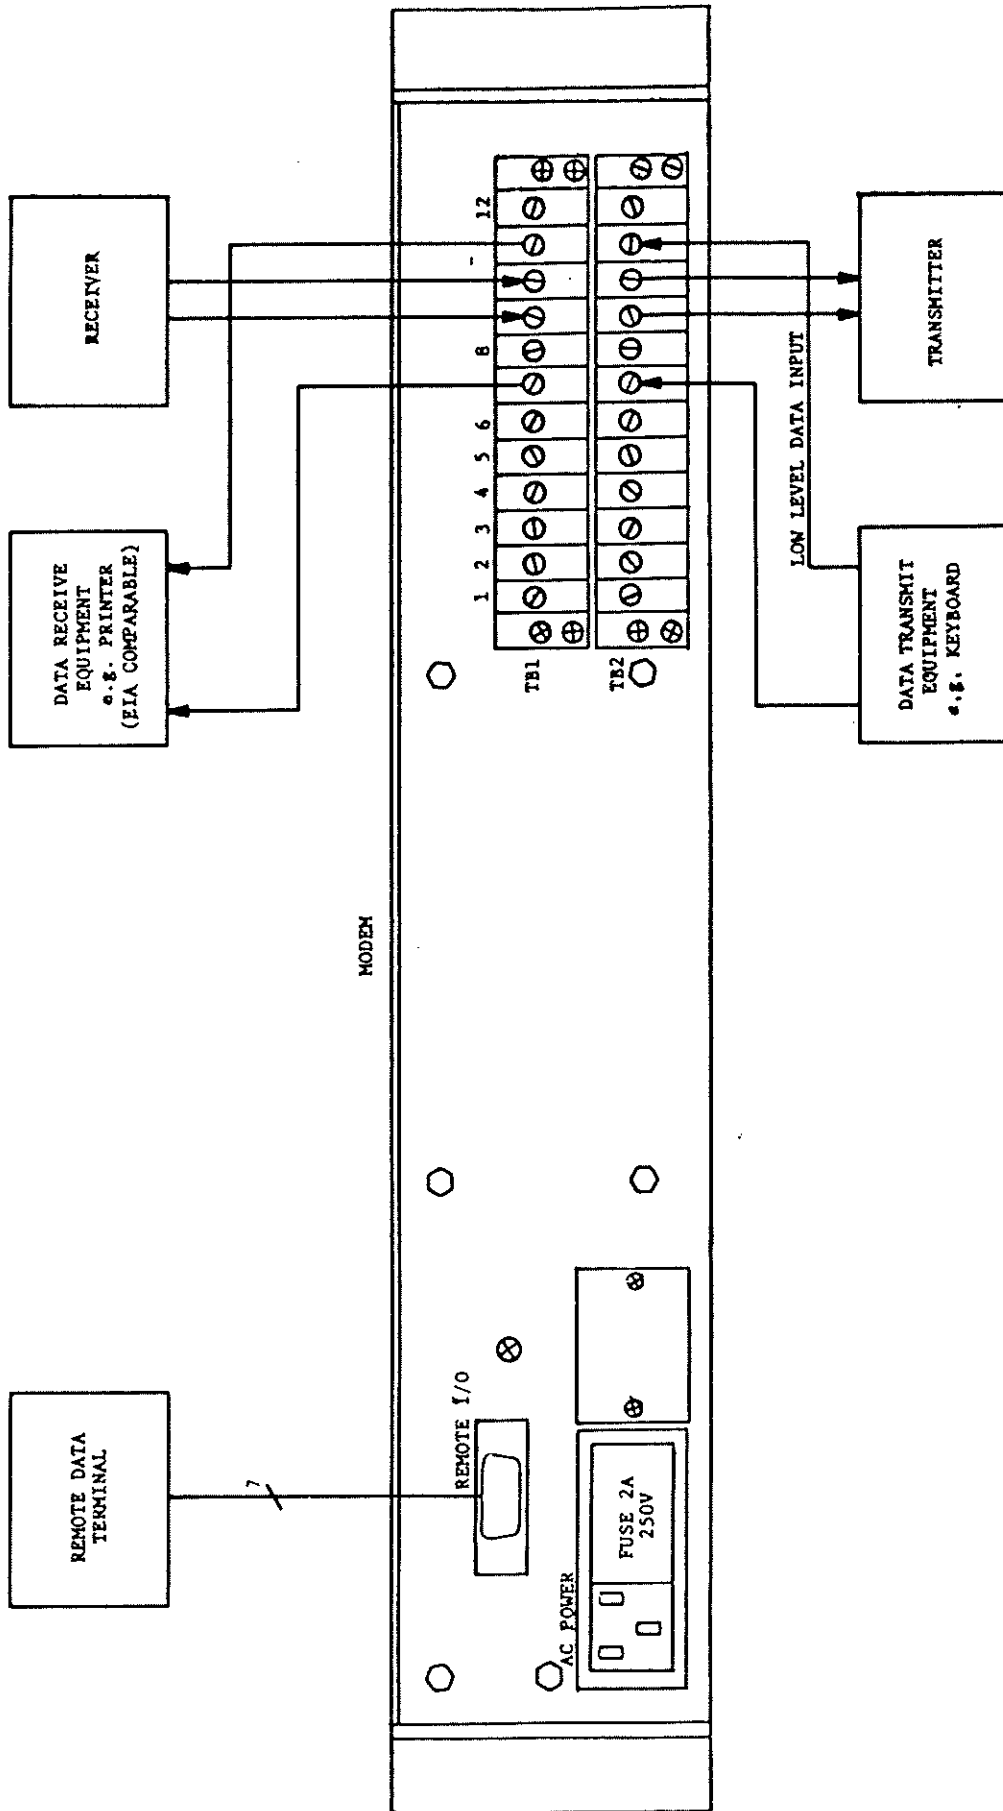 REMOTE DATA
TERMINAL
DATA RECEIVE
EQUIPMENT
e.g. PRINTER
(EIA COMPARABLE)
RECEIVER
7
MODEM
REMOTE I/O
AC POWER
FUSE 2A
250V
TB1
1 2 3 4 5 6 8 - 12
TB2
LOW LEVEL DATA INPUT
DATA TRANSMIT
EQUIPMENT
e.g. KEYBOARD
TRANSMITTER